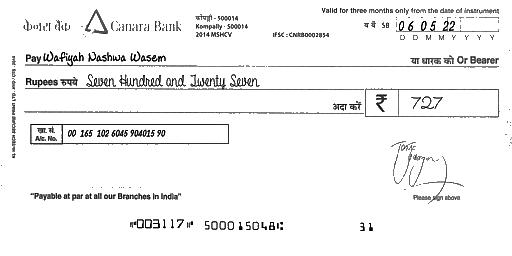 केनरा बैंक Canara Bank
कोंपल्ली - 500014
Kompally - 500014
2014 MSHCV
IFSC : CNRB0002854
Valid for three months only from the date of instrument
SB 06 05 22
D D M M Y Y Y Y
Pay Wafiyah Nashwa Wasem या धारक को Or Bearer
Rupees रुपये Seven Hundred and Twenty Seven
अदा करें ₹ 727
खा. सं.
A/c. No. 00 165 102 6045 904015 90
"Payable at par at all our Branches in India"
Please sign above
⑈003117⑈ 500015048⑆ 31